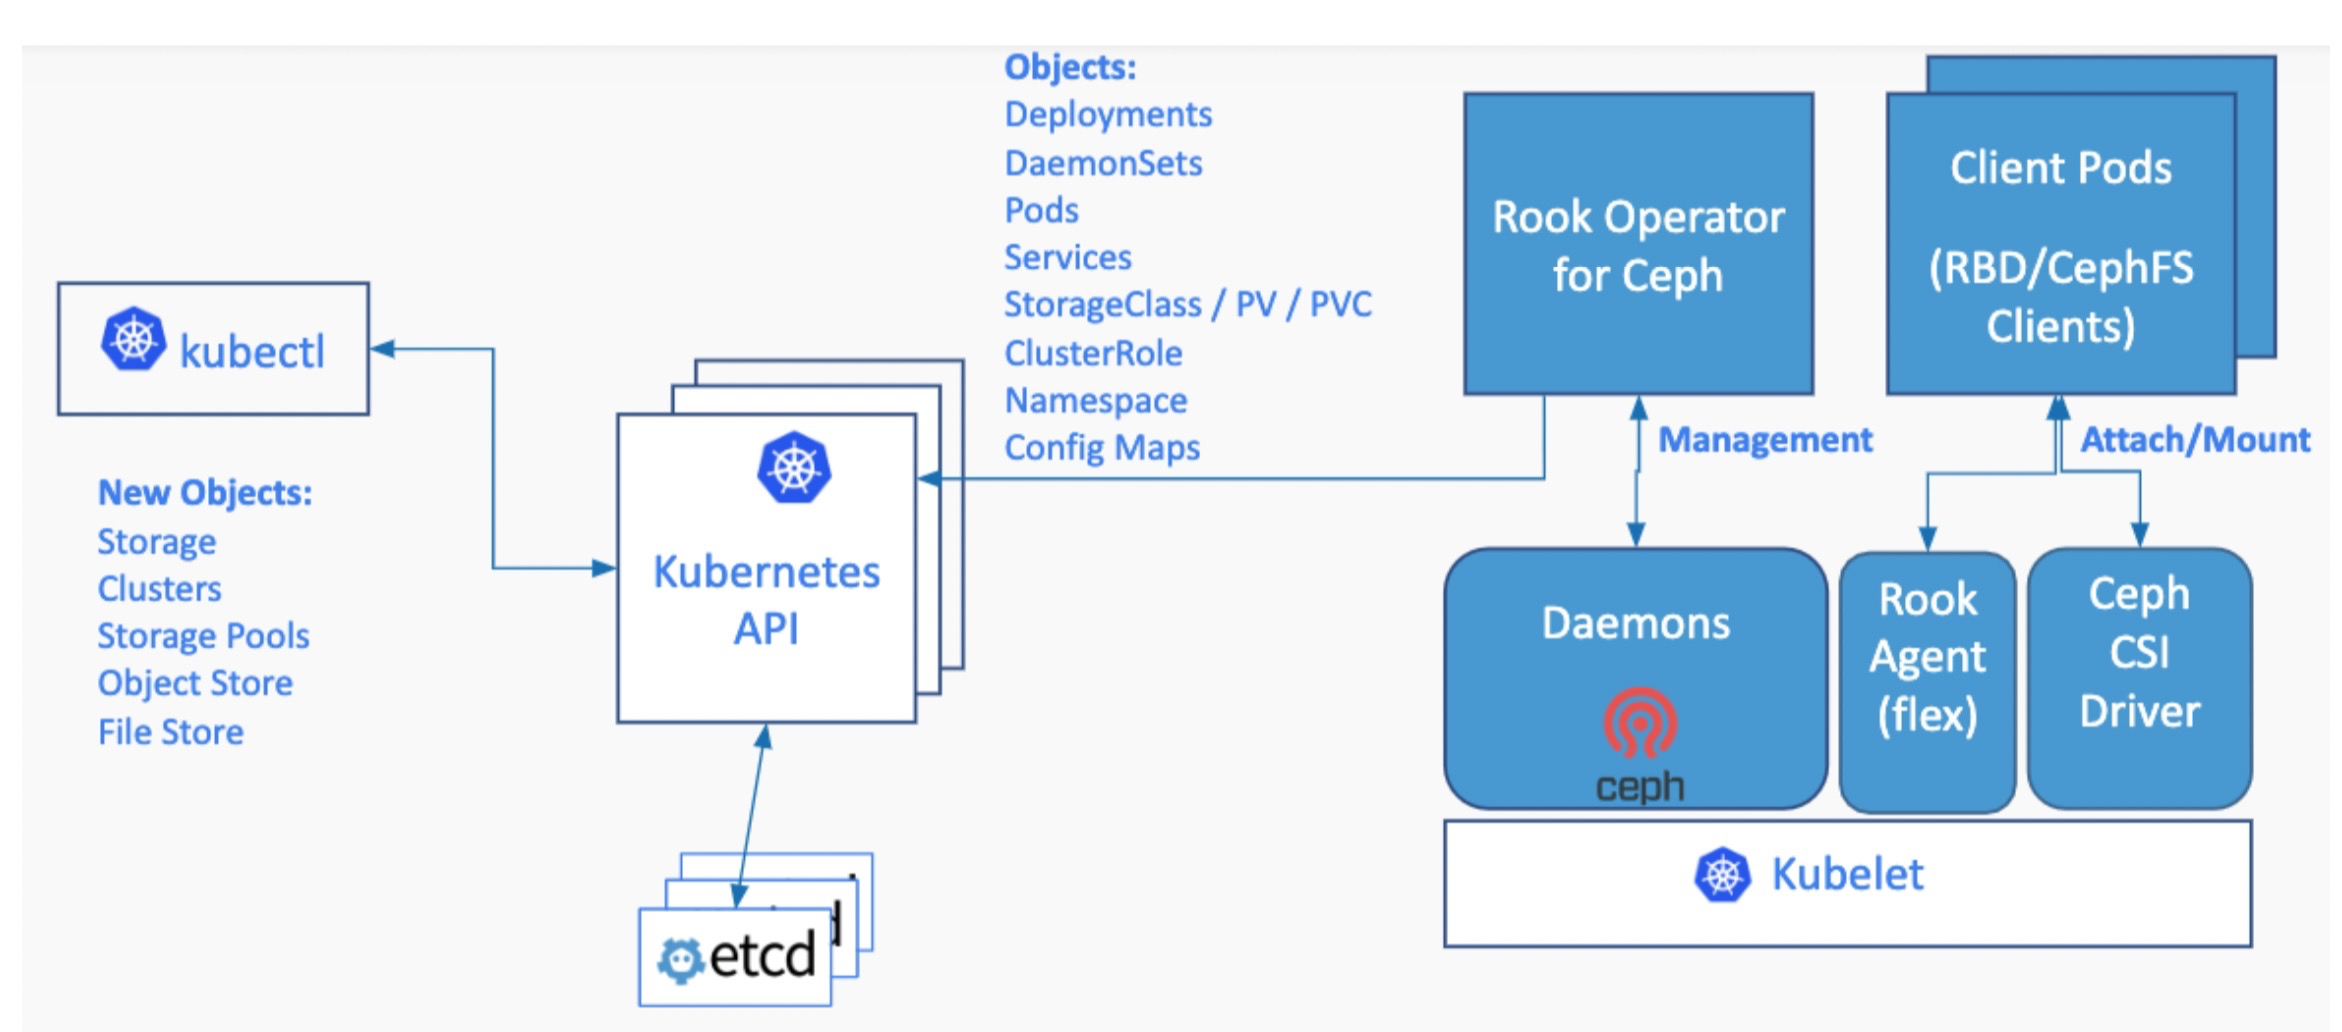 Objects:
Deployments
DaemonSets
Pods
Services
StorageClass / PV / PVC
ClusterRole
Namespace
Config Maps
Rook Operator
for Ceph
Client Pods
(RBD/CephFS
Clients)
kubectl
New Objects:
Storage
Clusters
Storage Pools
Object Store
File Store
Kubernetes
API
Management
Attach/Mount
Daemons
ceph
Rook
Agent
(flex)
Ceph
CSI
Driver
Kubelet
etcd